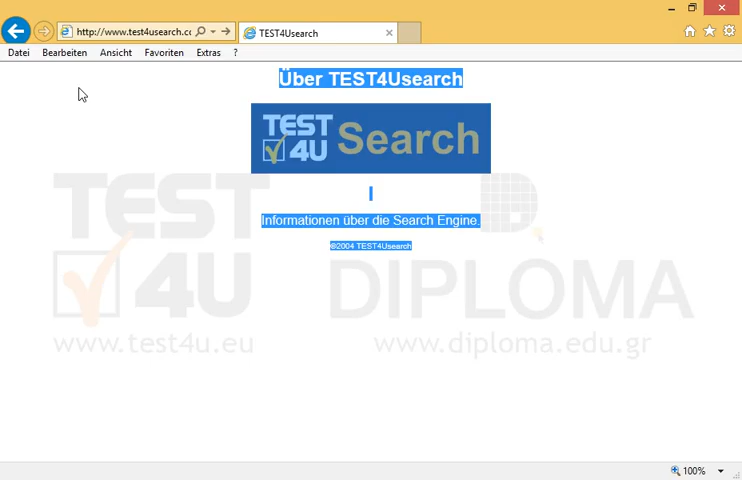 http://www.test4usearch.cc
TEST4Usearch
Datei Bearbeiten Ansicht Favoriten Extras ?
Über TEST4Usearch
TEST 4U Search
Informationen über die Search Engine.
©2004 TEST4Usearch
TEST 4U DIPLOMA
www.test4u.eu www.diploma.edu.gr
100%